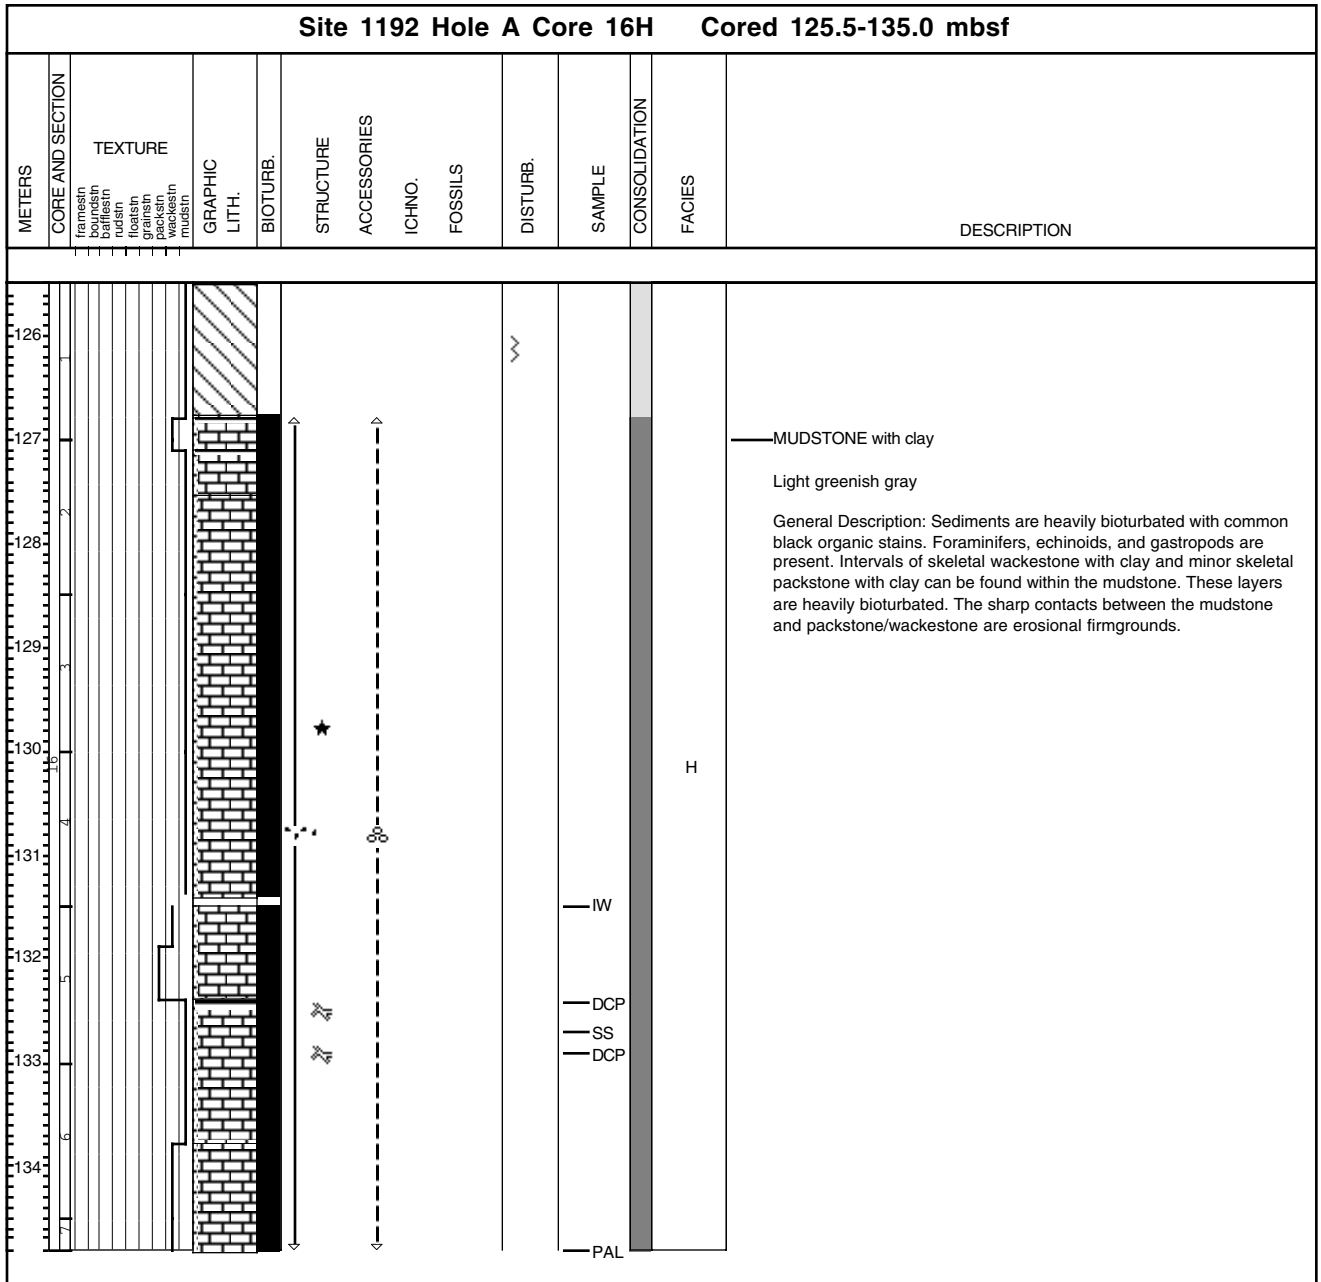 Site 1192 Hole A Core 16H Cored 125.5-135.0 mbsf
METERS
CORE AND SECTION
TEXTURE
framestn
boundstn
bafflestn
rudstn
floatstn
grainstn
packstn
wackestn
mudstn
GRAPHIC
LITH.
BIOTURB.
STRUCTURE
ACCESSORIES
ICHNO.
FOSSILS
DISTURB.
SAMPLE
CONSOLIDATION
FACIES
DESCRIPTION
126
1
127
MUDSTONE with clay
Light greenish gray
2
General Description: Sediments are heavily bioturbated with common
black organic stains. Foraminifers, echinoids, and gastropods are
present. Intervals of skeletal wackestone with clay and minor skeletal
packstone with clay can be found within the mudstone. These layers
are heavily bioturbated. The sharp contacts between the mudstone
and packstone/wackestone are erosional firmgrounds.
128
129
3
130
16
H
4
131
IW
132
5
DCP
SS
DCP
133
6
134
7
PAL